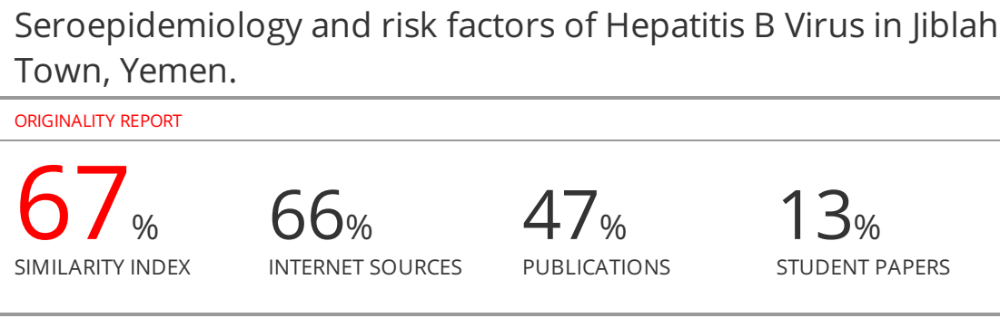 Seroepidemiology and risk factors of Hepatitis B Virus in Jiblah
Town, Yemen.
ORIGINALITY REPORT
67% 66% 47% 13%
SIMILARITY INDEX INTERNET SOURCES PUBLICATIONS STUDENT PAPERS